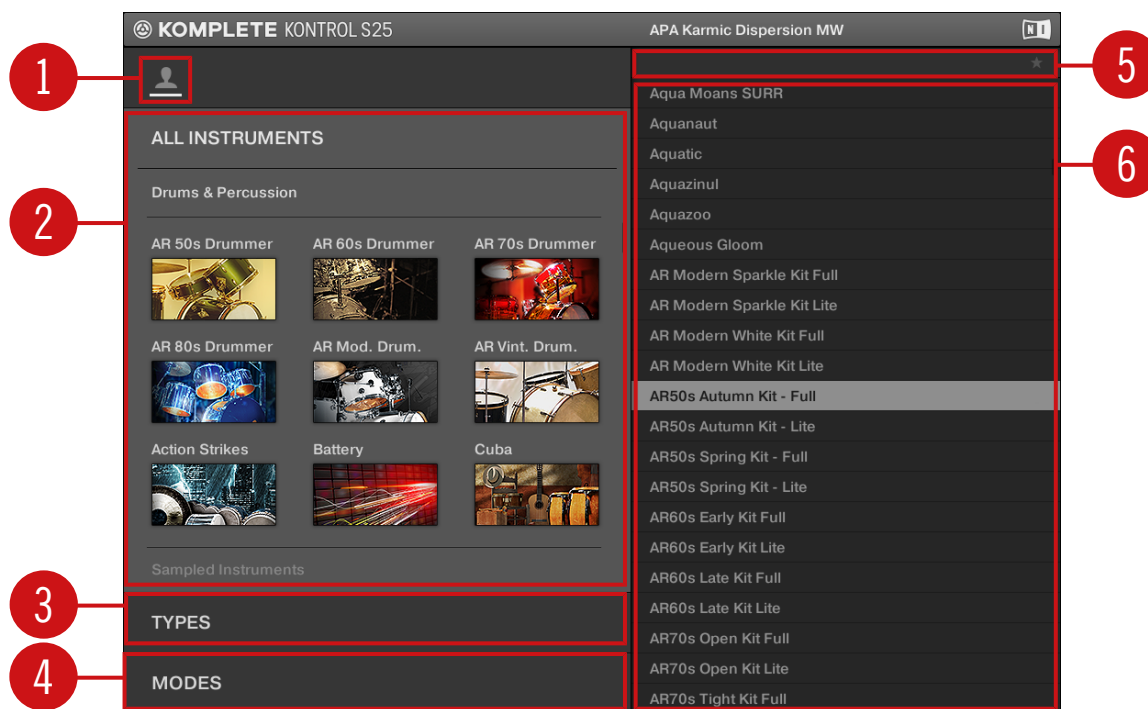 KOMPLETE KONTROL S25
APA Karmic Dispersion MW
NI
1
ALL INSTRUMENTS
Drums & Percussion
2
AR 50s Drummer
AR 60s Drummer
AR 70s Drummer
AR 80s Drummer
AR Mod. Drum.
AR Vint. Drum.
Action Strikes
Battery
Cuba
Sampled Instruments
3
TYPES
4
MODES
5
6
Aqua Moans SURR
Aquanaut
Aquatic
Aquazinul
Aquazoo
Aqueous Gloom
AR Modern Sparkle Kit Full
AR Modern Sparkle Kit Lite
AR Modern White Kit Full
AR Modern White Kit Lite
AR50s Autumn Kit - Full
AR50s Autumn Kit - Lite
AR50s Spring Kit - Full
AR50s Spring Kit - Lite
AR60s Early Kit Full
AR60s Early Kit Lite
AR60s Late Kit Full
AR60s Late Kit Lite
AR70s Open Kit Full
AR70s Open Kit Lite
AR70s Tight Kit Full